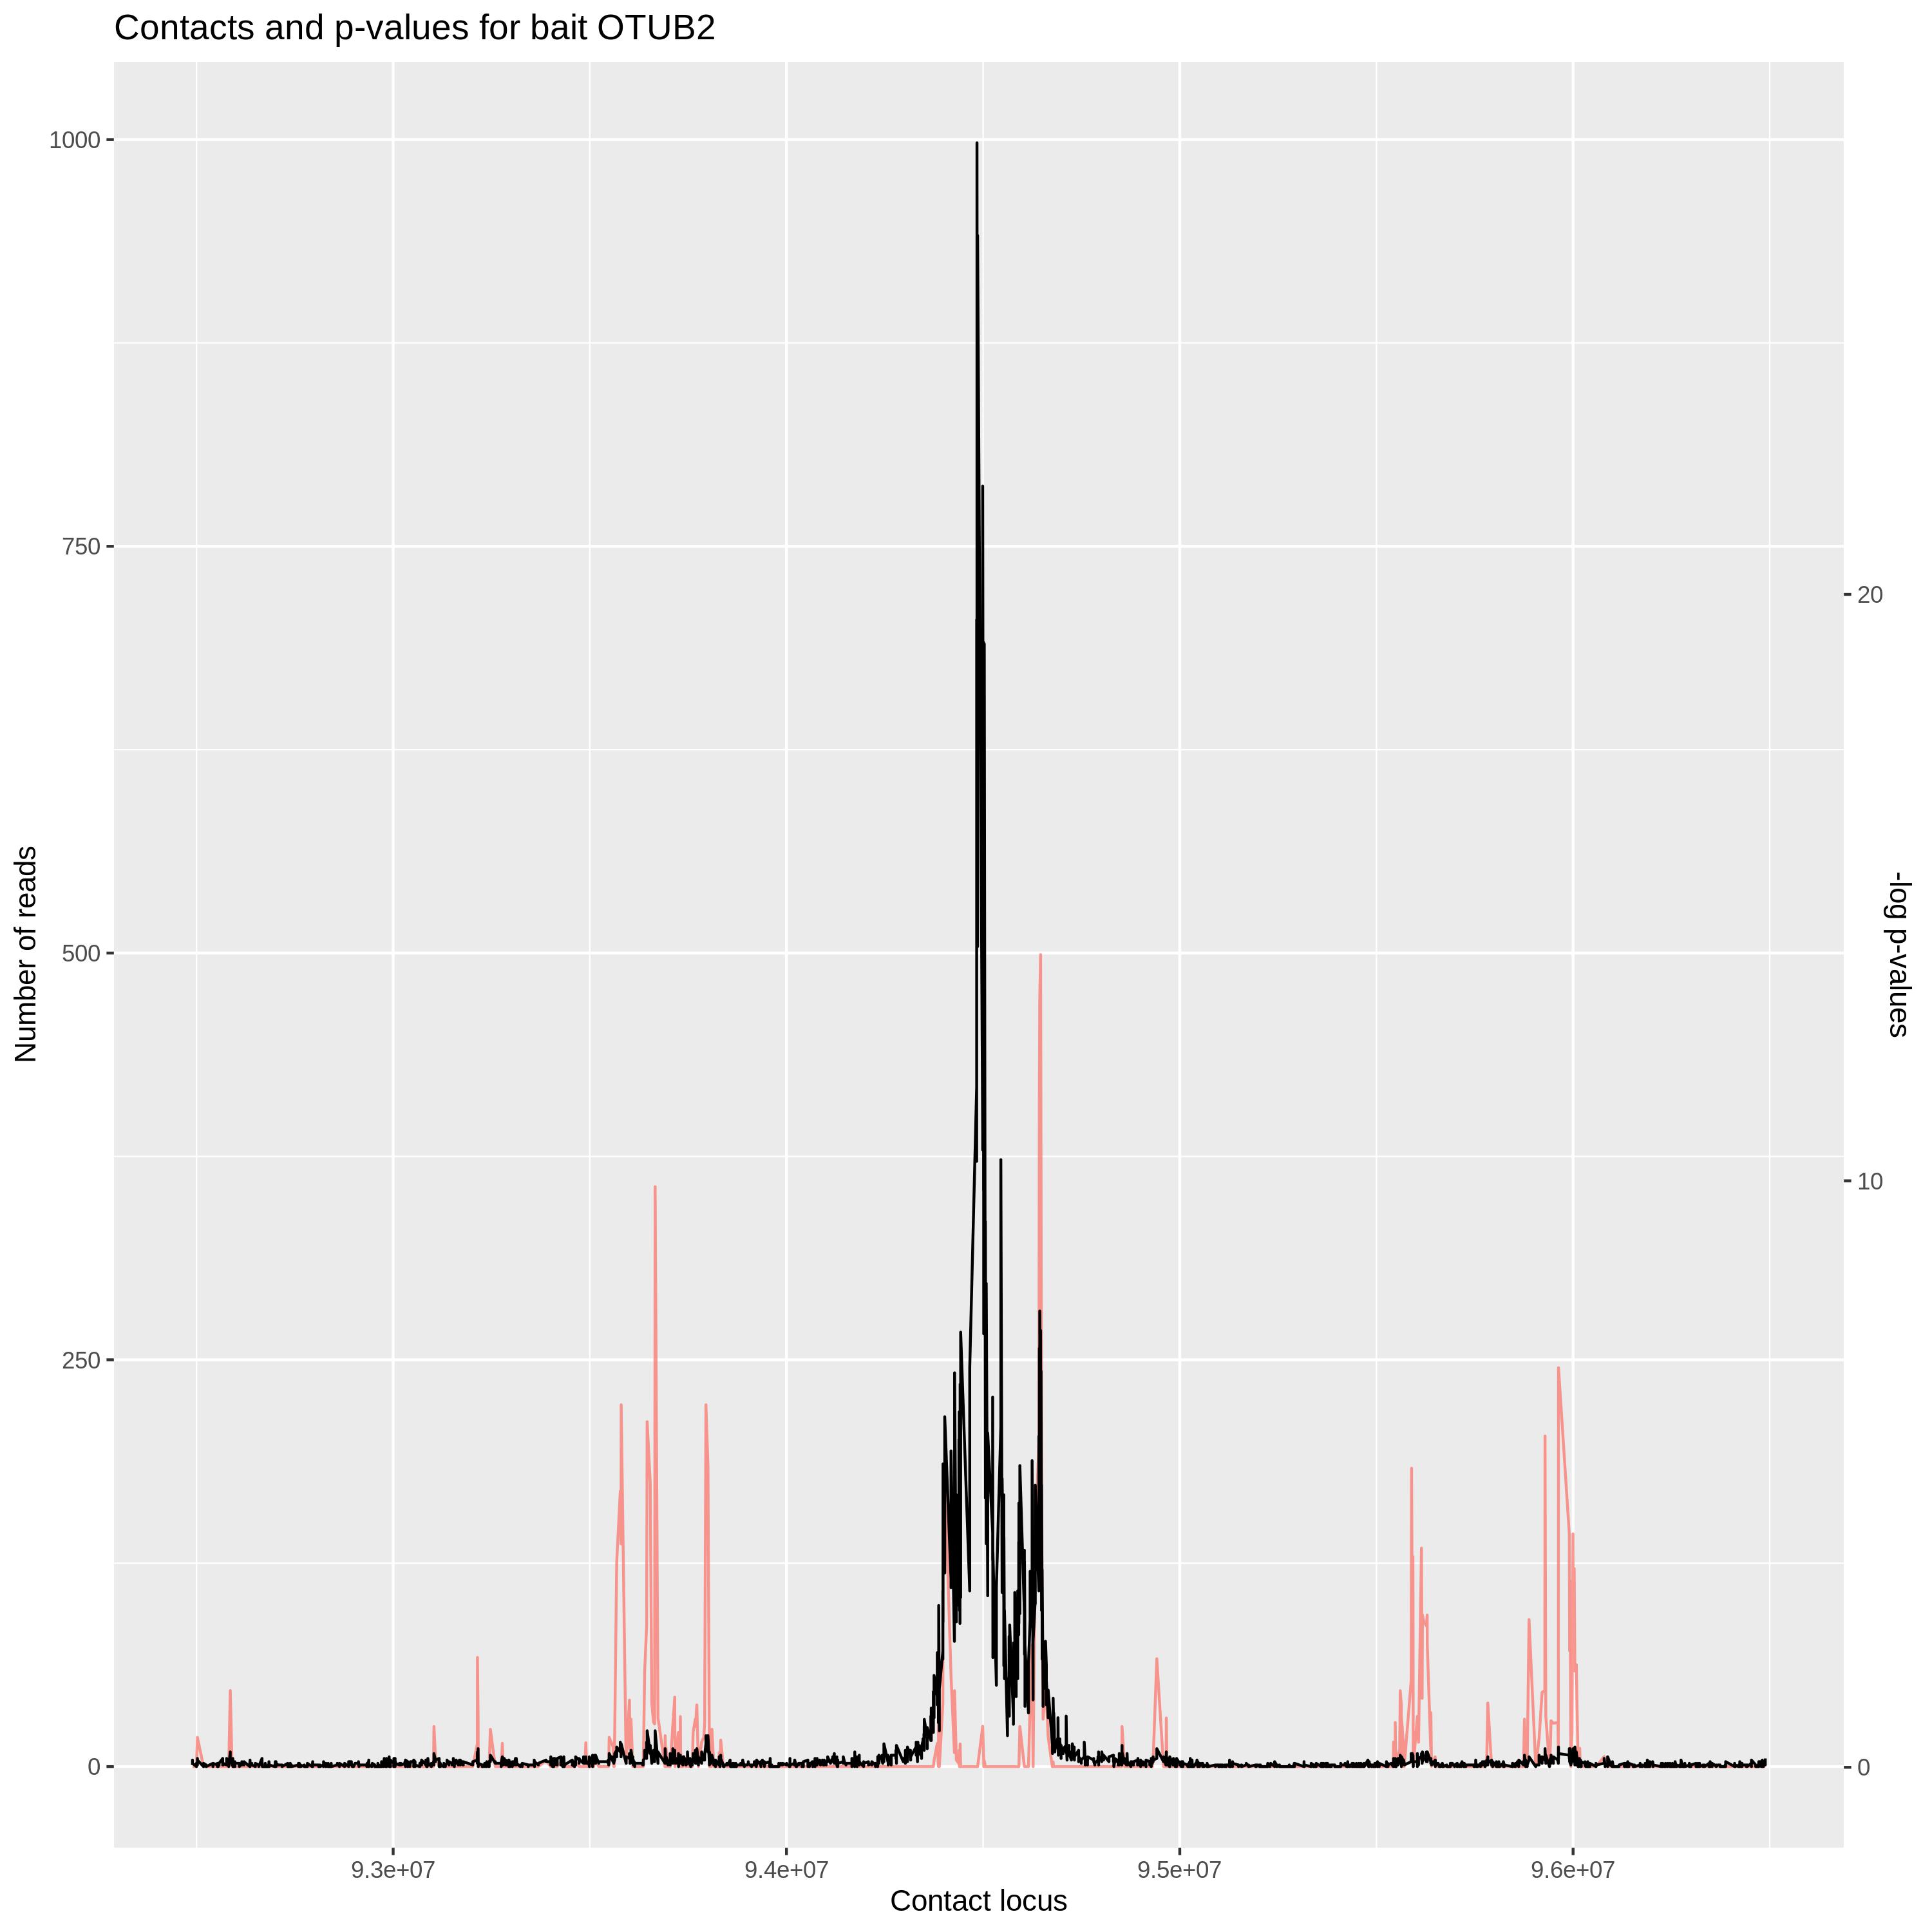 Contacts and p-values for bait OTUB2
1000
750
500
250
0
Number of reads
20
10
0
-log p-values
9.3e+07
9.4e+07
9.5e+07
9.6e+07
Contact locus